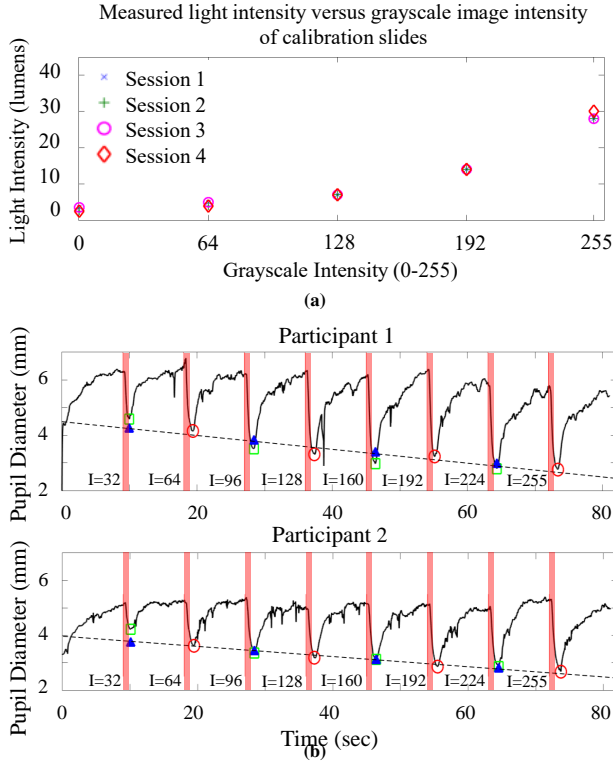 Measured light intensity versus grayscale image intensity
of calibration slides
Light Intensity (lumens)
40
30
20
10
0
Session 1
Session 2
Session 3
Session 4
0 64 128 192 255
Grayscale Intensity (0-255)
(a)
Participant 1
Pupil Diameter (mm)
6
4
2
I=32 I=64 I=96 I=128 I=160 I=192 I=224 I=255
0 20 40 60 80
Participant 2
Pupil Diameter (mm)
6
4
2
I=32 I=64 I=96 I=128 I=160 I=192 I=224 I=255
0 20 40 60 80
Time (sec)
(b)